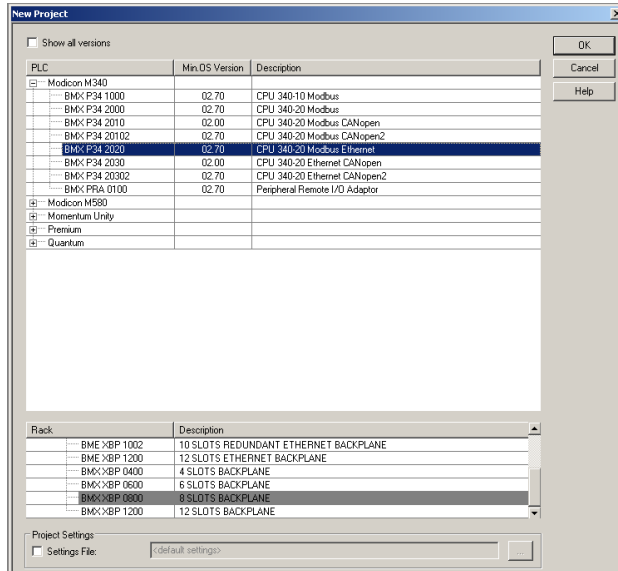 New Project
Show all versions
OK
PLC Min.OS Version Description
Cancel
Modicon M340
Help
BMX P34 1000 02.70 CPU 340-10 Modbus
BMX P34 2000 02.70 CPU 340-20 Modbus
BMX P34 2010 02.00 CPU 340-20 Modbus CANopen
BMX P34 20102 02.70 CPU 340-20 Modbus CANopen2
BMX P34 2020 02.70 CPU 340-20 Modbus Ethernet
BMX P34 2030 02.00 CPU 340-20 Ethernet CANopen
BMX P34 20302 02.70 CPU 340-20 Ethernet CANopen2
BMX PRA 0100 02.70 Peripheral Remote I/O Adaptor
Modicon M580
Momentum Unity
Premium
Quantum
Rack Description
BME XBP 1002 10 SLOTS REDUNDANT ETHERNET BACKPLANE
BME XBP 1200 12 SLOTS ETHERNET BACKPLANE
BMX XBP 0400 4 SLOTS BACKPLANE
BMX XBP 0600 6 SLOTS BACKPLANE
BMX XBP 0800 8 SLOTS BACKPLANE
BMX XBP 1200 12 SLOTS BACKPLANE
Project Settings
Settings File: <default settings> ...